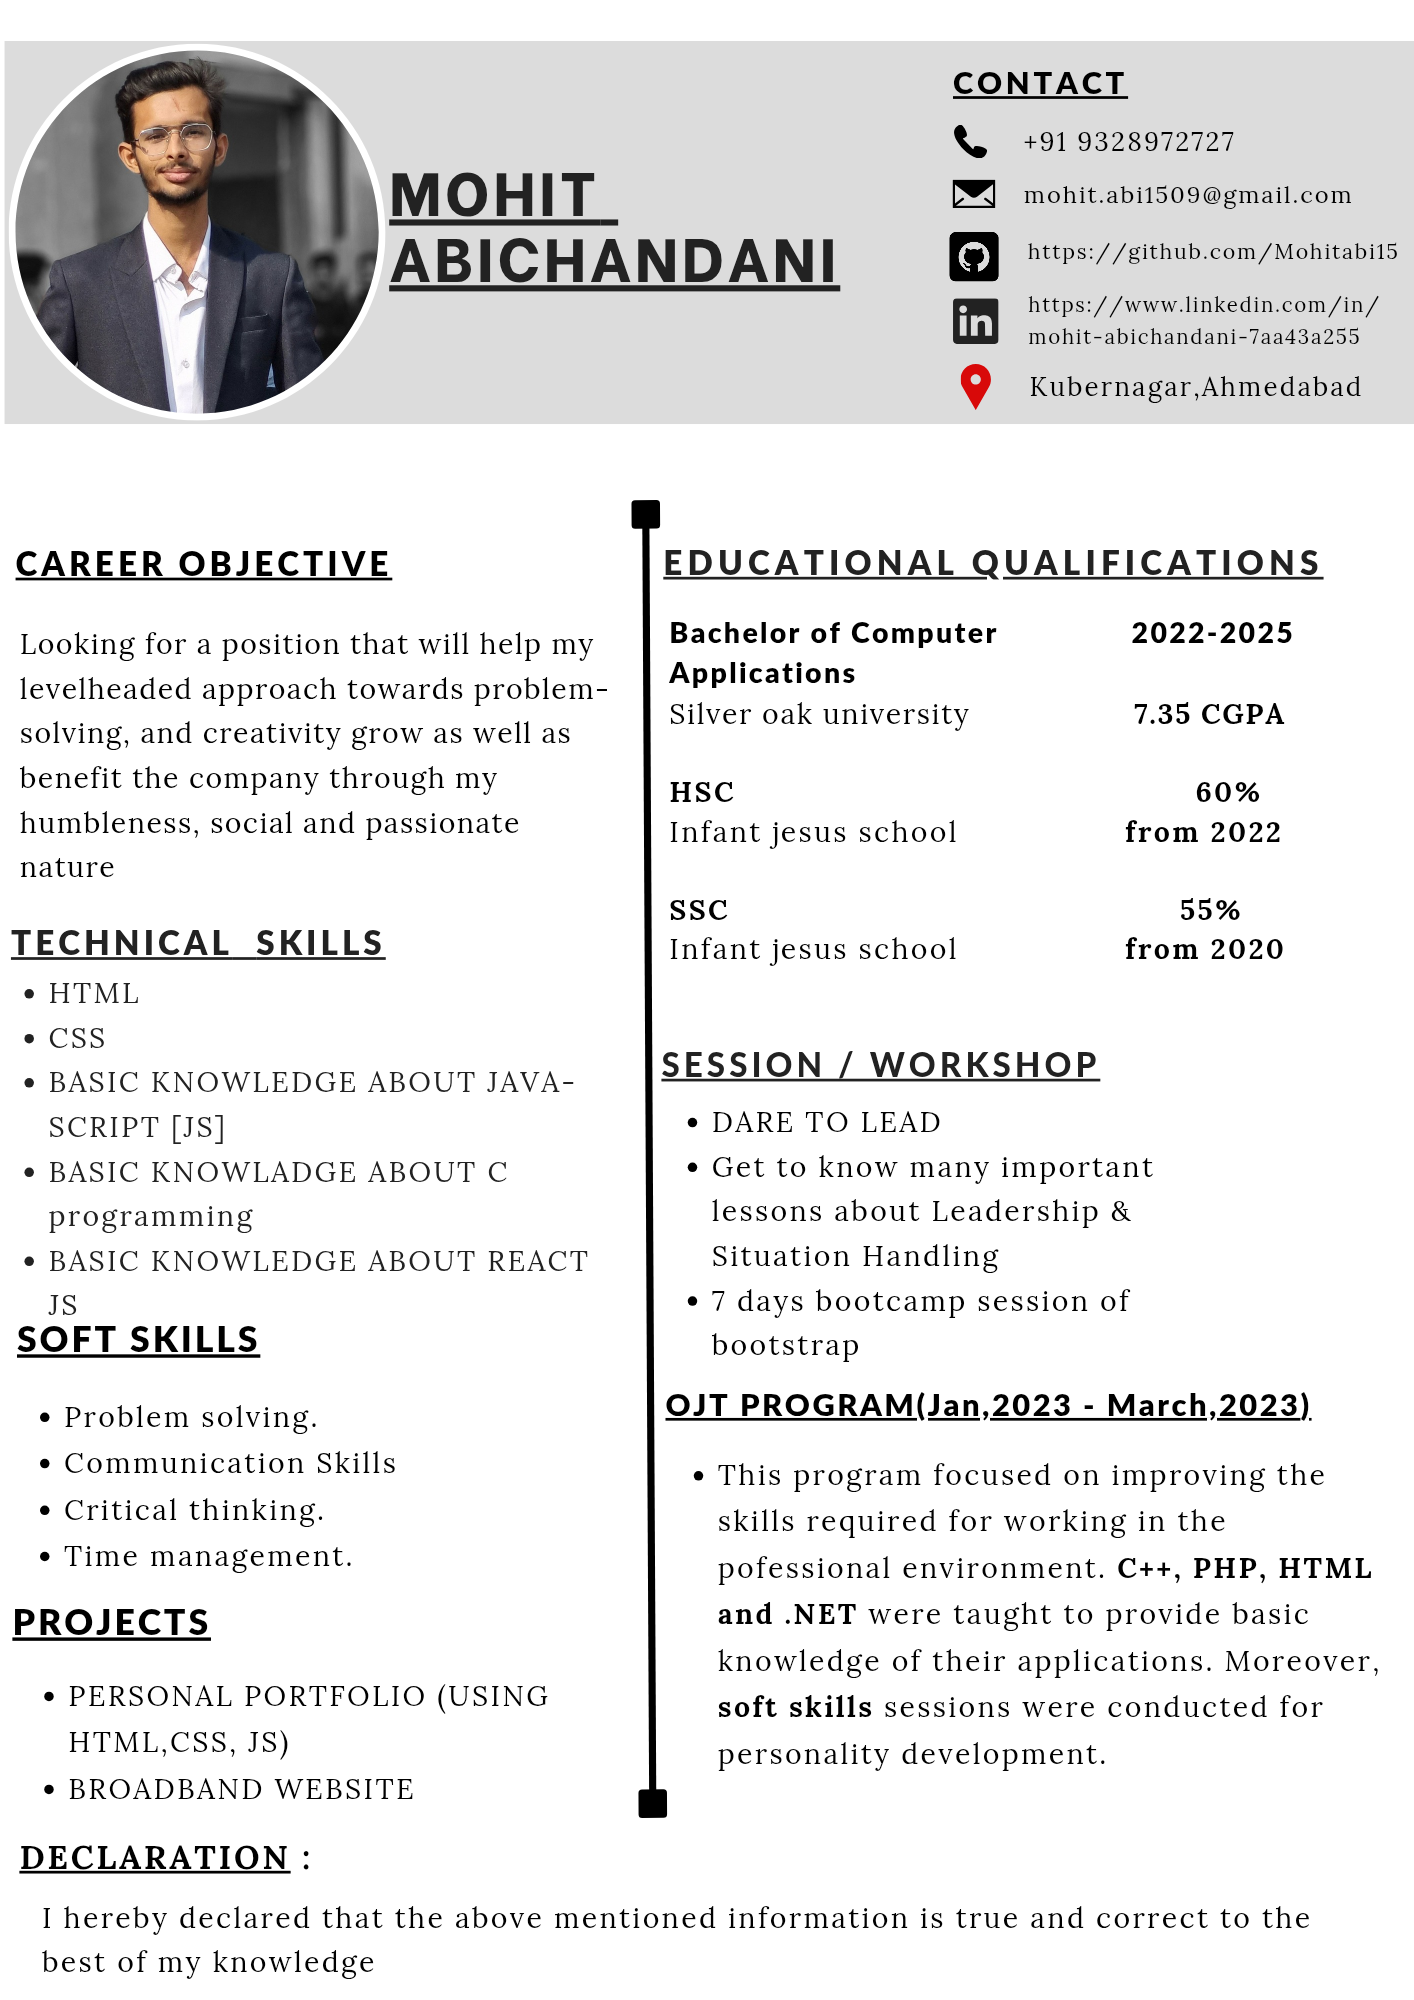 MOHIT
ABICHANDANI
CONTACT
+91 9328972727
mohit.abi1509@gmail.com
https://github.com/Mohitabi15
https://www.linkedin.com/in/
mohit-abichandani-7aa43a255
Kubernagar,Ahmedabad
CAREER OBJECTIVE
Looking for a position that will help my
levelheaded approach towards problem-
solving, and creativity grow as well as
benefit the company through my
humbleness, social and passionate
nature
TECHNICAL SKILLS
• HTML
• CSS
• BASIC KNOWLEDGE ABOUT JAVA-
SCRIPT [JS]
• BASIC KNOWLADGE ABOUT C
programming
• BASIC KNOWLEDGE ABOUT REACT
JS
SOFT SKILLS
• Problem solving.
• Communication Skills
• Critical thinking.
• Time management.
PROJECTS
• PERSONAL PORTFOLIO (USING
HTML,CSS, JS)
• BROADBAND WEBSITE
EDUCATIONAL QUALIFICATIONS
Bachelor of Computer 2022-2025
Applications
Silver oak university 7.35 CGPA
HSC 60%
Infant jesus school from 2022
SSC 55%
Infant jesus school from 2020
SESSION / WORKSHOP
• DARE TO LEAD
• Get to know many important
lessons about Leadership &
Situation Handling
• 7 days bootcamp session of
bootstrap
OJT PROGRAM(Jan,2023 - March,2023)
• This program focused on improving the
skills required for working in the
pofessional environment. C++, PHP, HTML
and .NET were taught to provide basic
knowledge of their applications. Moreover,
soft skills sessions were conducted for
personality development.
DECLARATION :
I hereby declared that the above mentioned information is true and correct to the
best of my knowledge